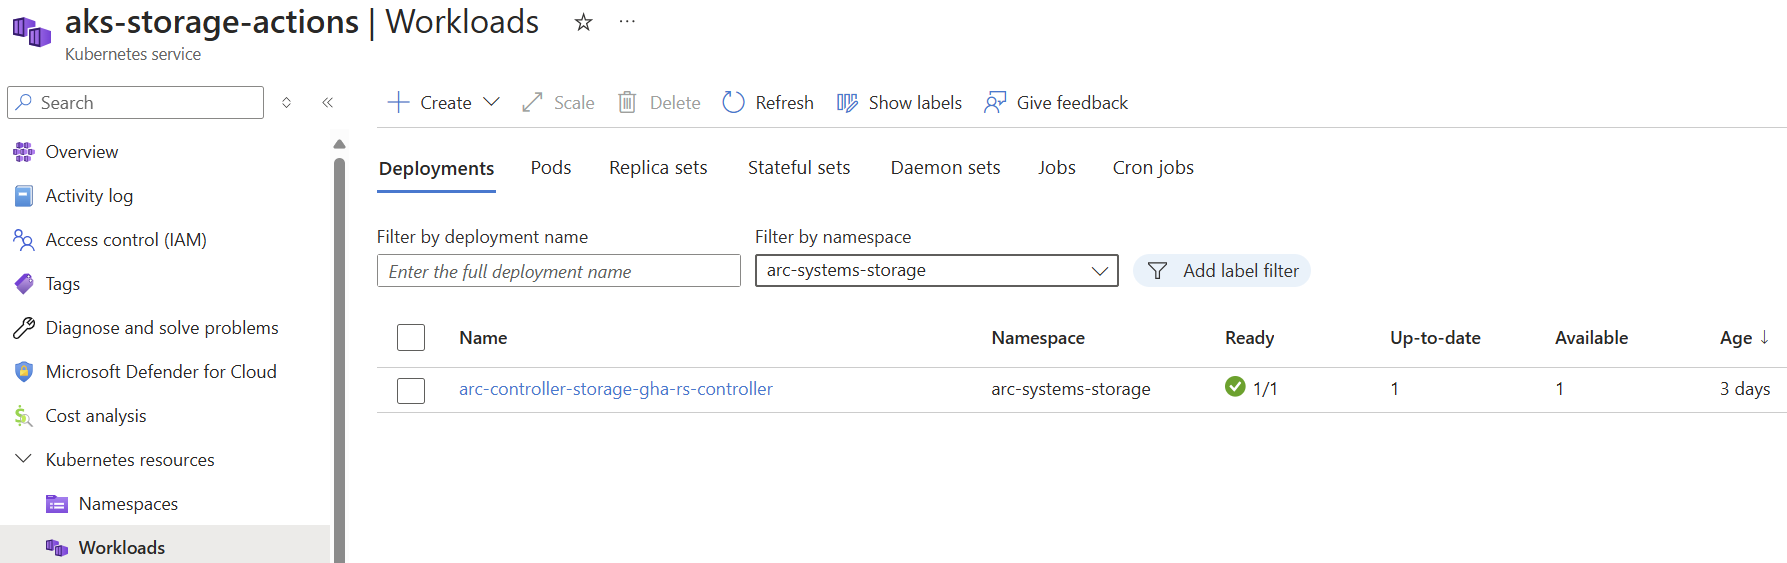 aks-storage-actions | Workloads
Kubernetes service
Search
Overview
Activity log
Access control (IAM)
Tags
Diagnose and solve problems
Microsoft Defender for Cloud
Cost analysis
Kubernetes resources
Namespaces
Workloads
Create Scale Delete Refresh Show labels Give feedback
Deployments Pods Replica sets Stateful sets Daemon sets Jobs Cron jobs
Filter by deployment name Filter by namespace
Enter the full deployment name arc-systems-storage Add label filter
Name Namespace Ready Up-to-date Available Age ↓
arc-controller-storage-gha-rs-controller arc-systems-storage 1/1 1 1 3 days